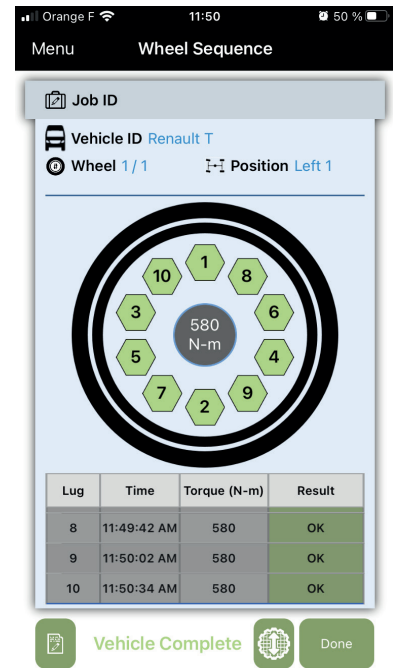 Orange F 11:50 50 %
Menu Wheel Sequence
Job ID
Vehicle ID Renault T
Wheel 1 / 1 Position Left 1
1
10 8
3 6
580
N-m
5 4
7 9
2
Lug Time Torque (N-m) Result
8 11:49:42 AM 580 OK
9 11:50:02 AM 580 OK
10 11:50:34 AM 580 OK
Vehicle Complete Done